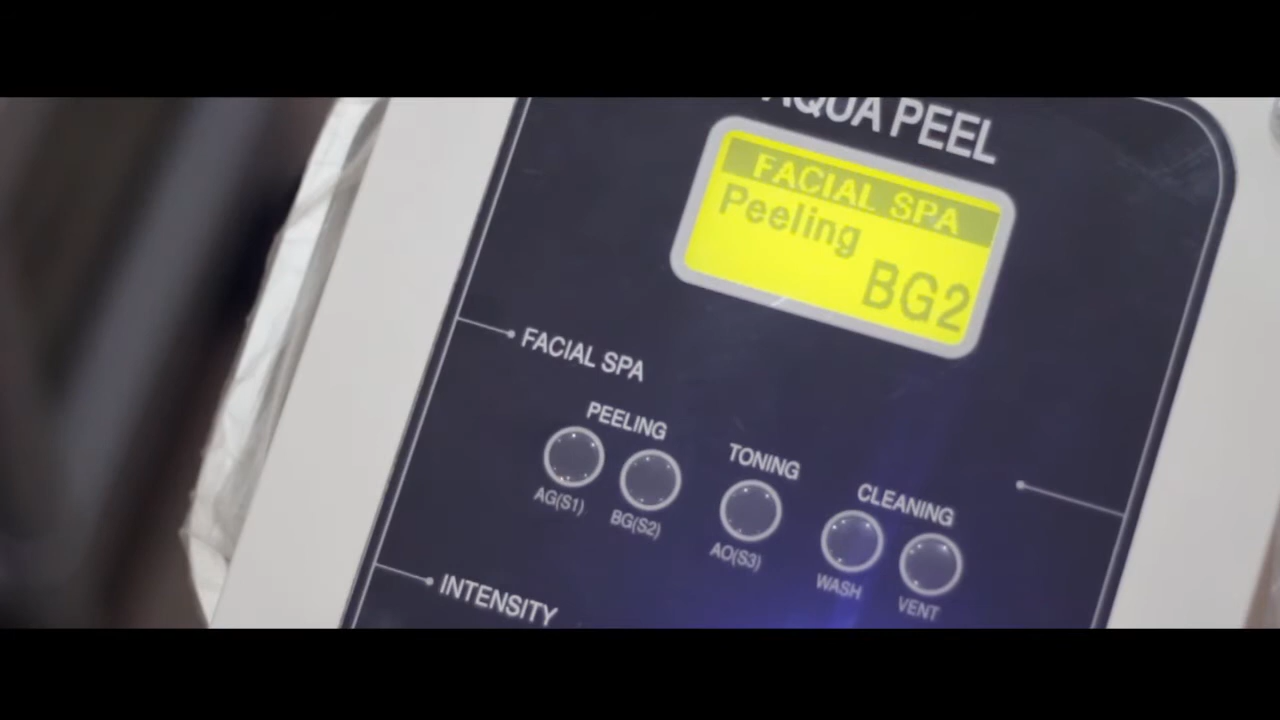 AQUA PEEL
FACIAL SPA
Peeling
BG2
FACIAL SPA
PEELING
TONING
CLEANING
AG(S1)
BG(S2)
AO(S3)
WASH
VENT
INTENSITY